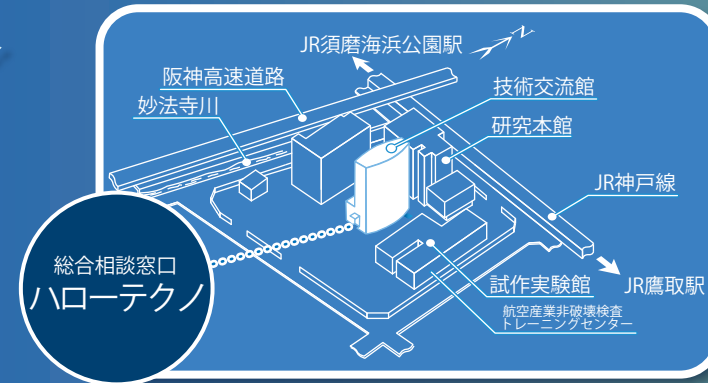 JR須磨海浜公園駅
阪神高速道路
妙法寺川
技術交流館
研究本館
JR神戸線
総合相談窓口
ハローテクノ
試作実験館
航空産業非破壊検査
トレーニングセンター
JR鷹取駅